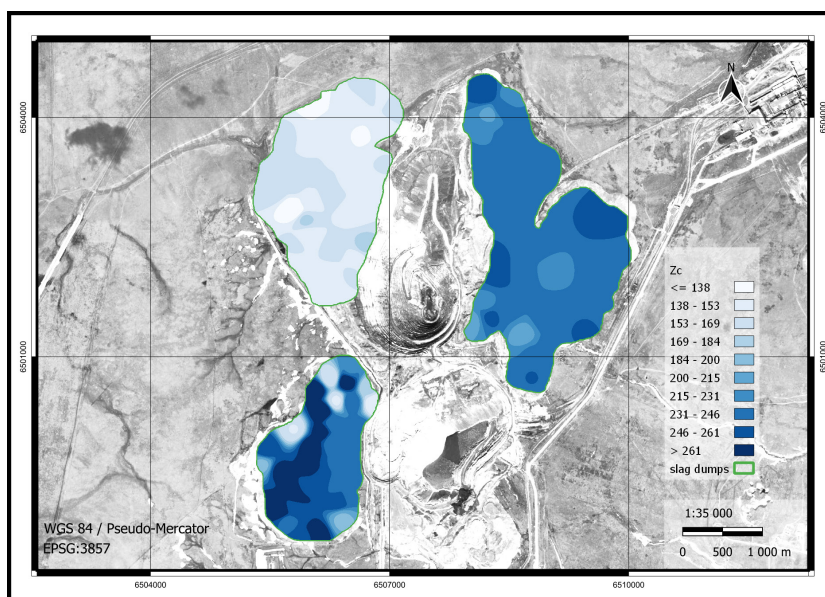 N
6504000
6504000
Zc
<= 138
138 - 153
153 - 169
169 - 184
184 - 200
200 - 215
215 - 231
231 - 246
246 - 261
> 261
slag dumps
6501000
6501000
1:35 000
0 500 1 000 m
WGS 84 / Pseudo-Mercator
EPSG:3857
6504000 6507000 6510000